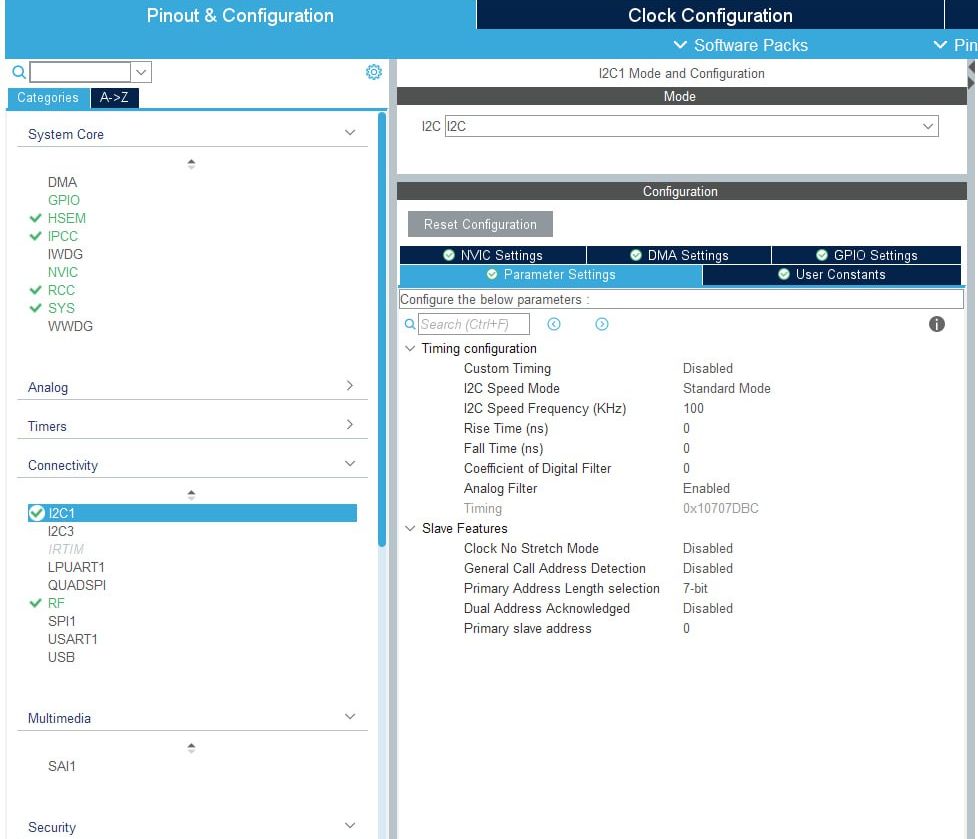 Pinout & Configuration
Clock Configuration
Software Packs
Pin
Categories
A->Z
System Core
DMA
GPIO
HSEM
IPCC
IWDG
NVIC
RCC
SYS
WWDG
Analog
Timers
Connectivity
I2C1
I2C3
IRTIM
LPUART1
QUADSPI
RF
SPI1
USART1
USB
Multimedia
SAI1
Security
I2C1 Mode and Configuration
Mode
I2C I2C
Configuration
Reset Configuration
NVIC Settings
DMA Settings
GPIO Settings
Parameter Settings
User Constants
Configure the below parameters :
Search (Ctrl+F)
Timing configuration
Custom Timing Disabled
I2C Speed Mode Standard Mode
I2C Speed Frequency (KHz) 100
Rise Time (ns) 0
Fall Time (ns) 0
Coefficient of Digital Filter 0
Analog Filter Enabled
Timing 0x10707DBC
Slave Features
Clock No Stretch Mode Disabled
General Call Address Detection Disabled
Primary Address Length selection 7-bit
Dual Address Acknowledged Disabled
Primary slave address 0